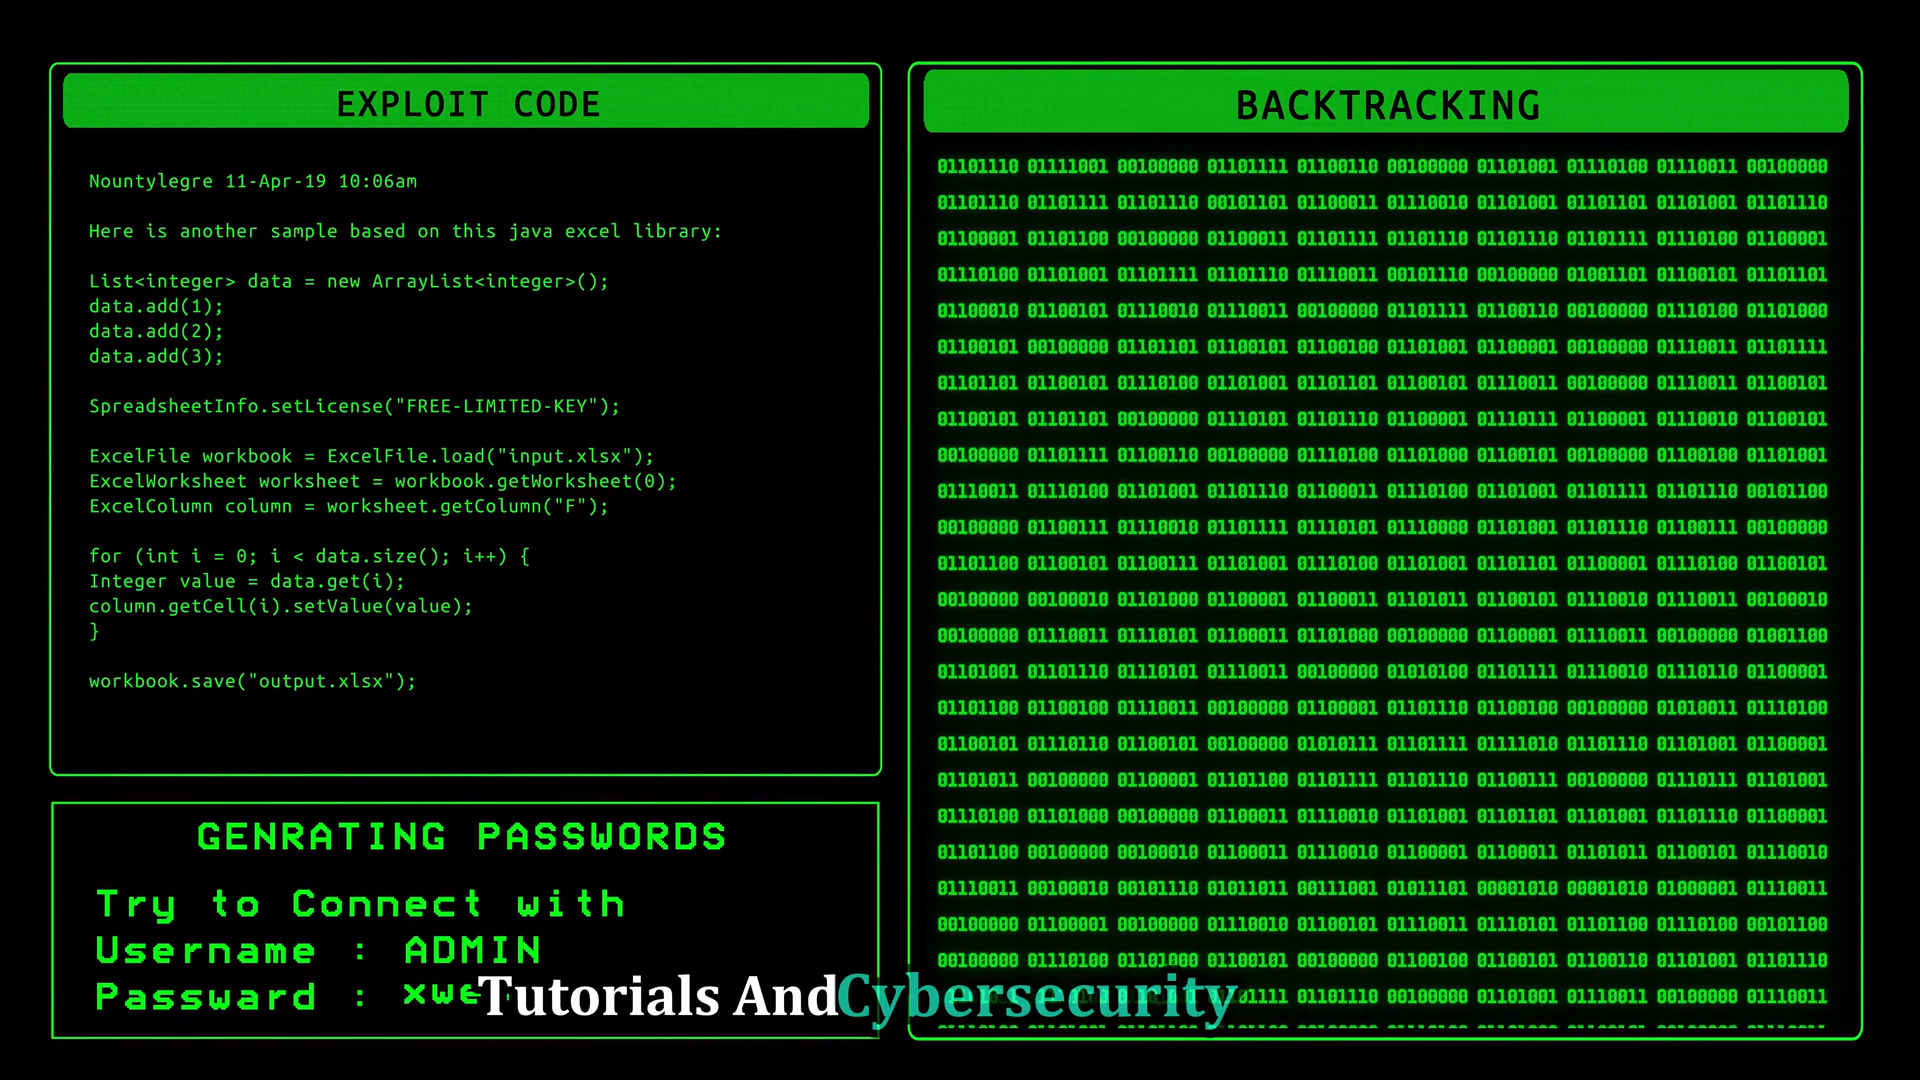 EXPLOIT CODE
Nountylegre 11-Apr-19 10:06am
Here is another sample based on this java excel library:
List<integer> data = new ArrayList<integer>();
data.add(1);
data.add(2);
data.add(3);
SpreadsheetInfo.setLicense("FREE-LIMITED-KEY");
ExcelFile workbook = ExcelFile.load("input.xlsx");
ExcelWorksheet worksheet = workbook.getWorksheet(0);
ExcelColumn column = worksheet.getColumn("F");
for (int i = 0; i < data.size(); i++) {
Integer value = data.get(i);
column.getCell(i).setValue(value);
}
workbook.save("output.xlsx");
GENRATING PASSWORDS
Try to Connect with
Username : ADMIN
Passward :
BACKTRACKING
01101110 01111001 00100000 01101111 01100110 00100000 01101001 01110100 01110011 00100000
01101110 01101111 01101110 00101101 01100011 01110010 01101001 01101101 01101001 01101110
01100001 01101100 00100000 01100011 01101111 01101110 01101110 01101111 01110100 01100001
01110100 01101001 01101111 01101110 01110011 00101110 00100000 01001101 01100101 01101101
01100010 01100101 01110010 01110011 00100000 01101111 01100110 00100000 01110100 01101000
01100101 00100000 01101101 01100101 01100100 01101001 01100001 00100000 01110011 01101111
01101101 01100101 01110100 01101001 01101101 01100101 01110011 00100000 01110011 01100101
01100101 01101101 00100000 01110101 01101110 01100001 01110111 01100001 01110010 01100101
00100000 01101111 01100110 00100000 01110100 01101000 01100101 00100000 01100100 01101001
01110011 01110100 01101001 01101110 01100011 01110100 01101001 01101111 01101110 00101100
00100000 01100111 01110010 01101111 01110101 01110000 01101001 01101110 01100111 00100000
01101100 01100101 01100111 01101001 01110100 01101001 01101101 01100001 01110100 01100101
00100000 00100010 01101000 01100001 01100011 01101011 01100101 01110010 01110011 00100010
00100000 01110011 01110101 01100011 01101000 00100000 01100001 01110011 00100000 01001100
01101001 01101110 01110101 01110011 00100000 01010100 01101111 01110010 01110110 01100001
01101100 01100100 01110011 00100000 01100001 01101110 01100100 00100000 01010011 01110100
01100101 01110110 01100101 00100000 01010111 01101111 01111010 01101110 01101001 01100001
01101011 00100000 01100001 01101100 01101111 01101110 01100111 00100000 01110111 01101001
01110100 01101000 00100000 01100011 01110010 01101001 01101101 01101001 01101110 01100001
01101100 00100000 00100010 01100011 01110010 01100001 01100011 01101011 01100101 01110010
01110011 00100010 00101110 01011011 00111001 01011101 00001010 00001010 01000001 01110011
00100000 01100001 00100000 01110010 01100101 01110011 01110101 01101100 01110100 00101100
00100000 01110100 01101000 01100101 00100000 01100100 01100101 01100110 01101001 01101110
01101110 00100000 01101001 01110011 00100000 01110011
Tutorials And Cybersecurity